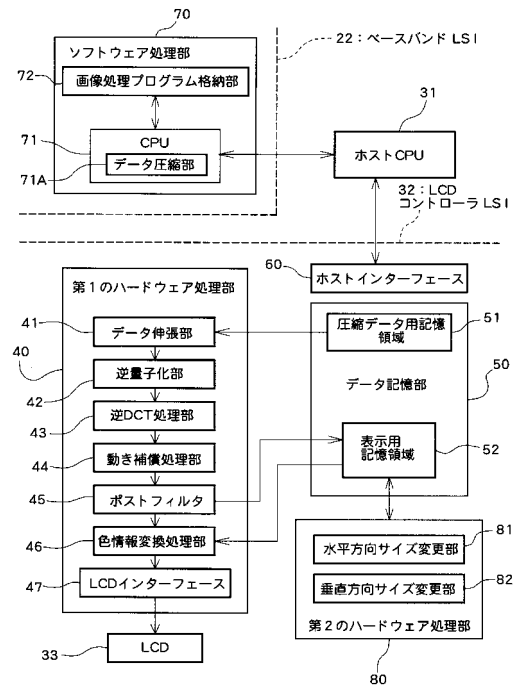 70
ソフトウェア処理部
22:ベースバンド LSI
72
画像処理プログラム格納部
31
71
CPU
ホストCPU
71A
データ圧縮部
32:LCD
コントローラ LSI
60
ホストインターフェース
第1のハードウェア処理部
41
データ伸張部
圧縮データ用記憶
領域
51
40
42
逆量子化部
データ記憶部
50
43
逆DCT処理部
44
動き補償処理部
表示用
記憶領域
52
45
ポストフィルタ
46
色情報変換処理部
水平方向サイズ変更部
81
47
LCDインターフェース
垂直方向サイズ変更部
82
第2のハードウェア処理部
33
LCD
80